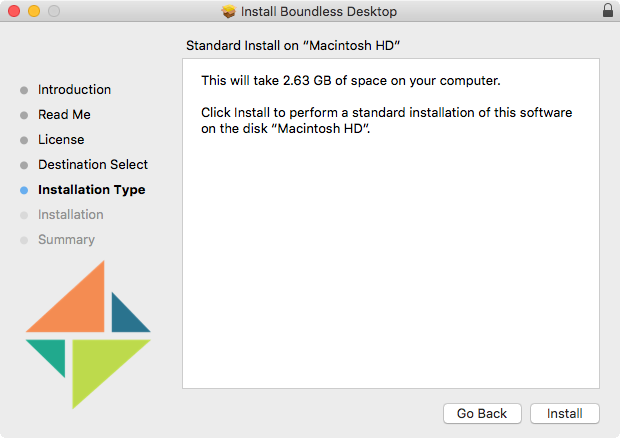 Install Boundless Desktop
Standard Install on “Macintosh HD”
Introduction
Read Me
License
Destination Select
Installation Type
Installation
Summary
This will take 2.63 GB of space on your computer.
Click Install to perform a standard installation of this software
on the disk “Macintosh HD”.
Go Back
Install